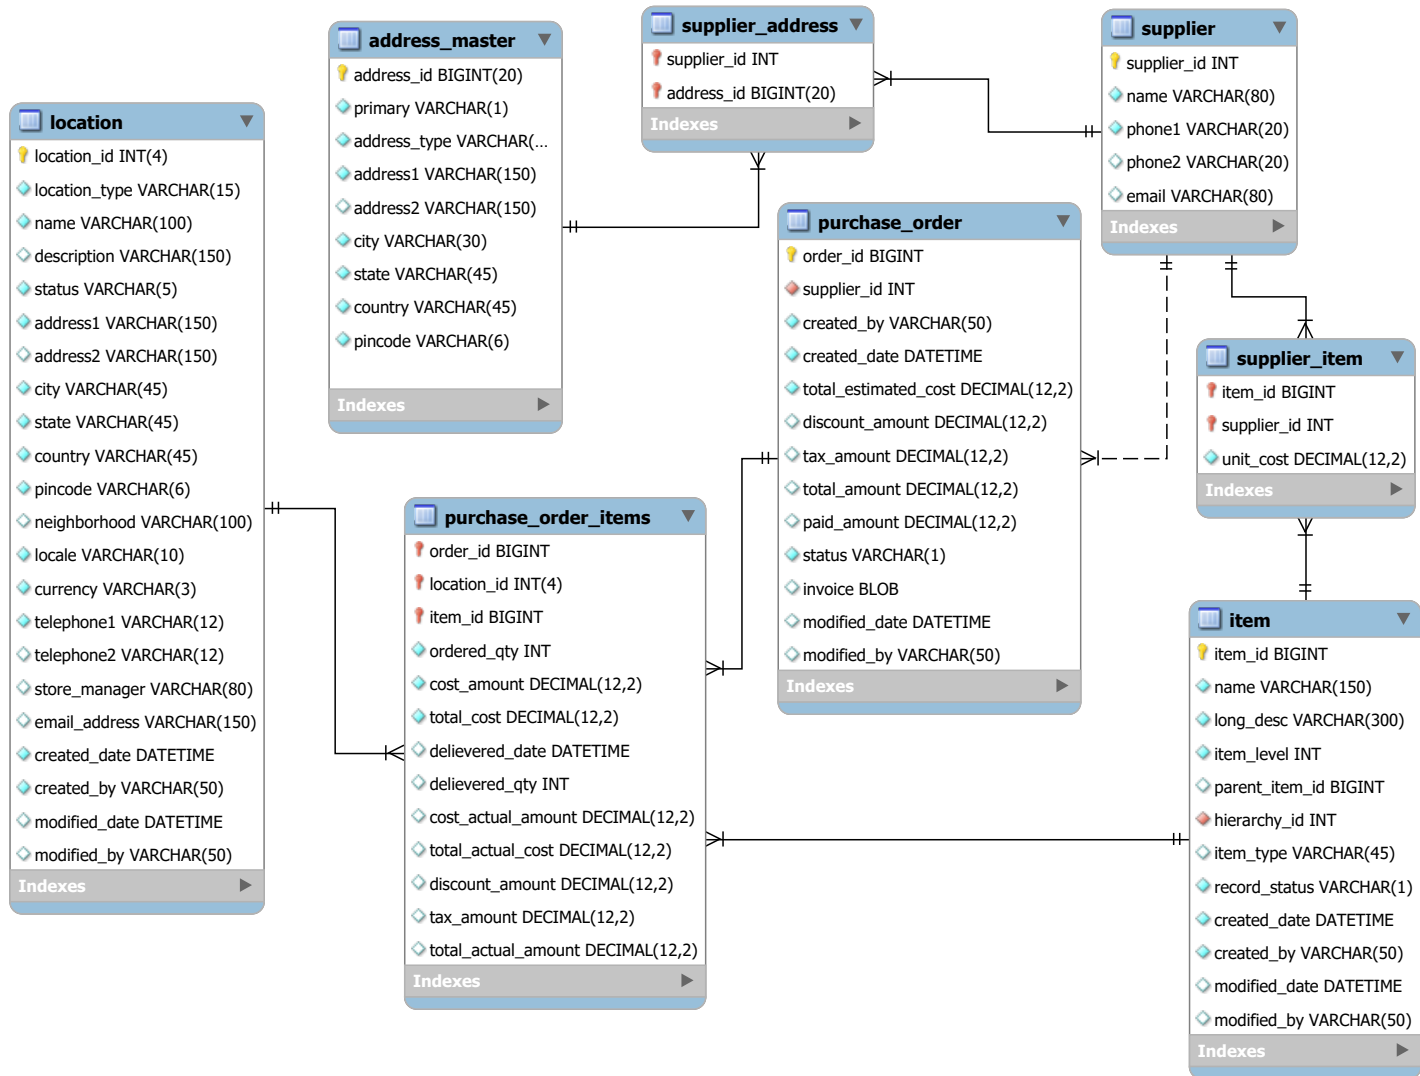 location
location_id INT(4)
location_type VARCHAR(15)
name VARCHAR(100)
description VARCHAR(150)
status VARCHAR(5)
address1 VARCHAR(150)
address2 VARCHAR(150)
city VARCHAR(45)
state VARCHAR(45)
country VARCHAR(45)
pincode VARCHAR(6)
neighborhood VARCHAR(100)
locale VARCHAR(10)
currency VARCHAR(3)
telephone1 VARCHAR(12)
telephone2 VARCHAR(12)
store_manager VARCHAR(80)
email_address VARCHAR(150)
created_date DATETIME
created_by VARCHAR(50)
modified_date DATETIME
modified_by VARCHAR(50)
Indexes
address_master
address_id BIGINT(20)
primary VARCHAR(1)
address_type VARCHAR(...
address1 VARCHAR(150)
address2 VARCHAR(150)
city VARCHAR(30)
state VARCHAR(45)
country VARCHAR(45)
pincode VARCHAR(6)
Indexes
supplier_address
supplier_id INT
address_id BIGINT(20)
Indexes
supplier
supplier_id INT
name VARCHAR(80)
phone1 VARCHAR(20)
phone2 VARCHAR(20)
email VARCHAR(80)
Indexes
purchase_order
order_id BIGINT
supplier_id INT
created_by VARCHAR(50)
created_date DATETIME
total_estimated_cost DECIMAL(12,2)
discount_amount DECIMAL(12,2)
tax_amount DECIMAL(12,2)
total_amount DECIMAL(12,2)
paid_amount DECIMAL(12,2)
status VARCHAR(1)
invoice BLOB
modified_date DATETIME
modified_by VARCHAR(50)
Indexes
supplier_item
item_id BIGINT
supplier_id INT
unit_cost DECIMAL(12,2)
Indexes
purchase_order_items
order_id BIGINT
location_id INT(4)
item_id BIGINT
ordered_qty INT
cost_amount DECIMAL(12,2)
total_cost DECIMAL(12,2)
delievered_date DATETIME
delievered_qty INT
cost_actual_amount DECIMAL(12,2)
total_actual_cost DECIMAL(12,2)
discount_amount DECIMAL(12,2)
tax_amount DECIMAL(12,2)
total_actual_amount DECIMAL(12,2)
Indexes
item
item_id BIGINT
name VARCHAR(150)
long_desc VARCHAR(300)
item_level INT
parent_item_id BIGINT
hierarchy_id INT
item_type VARCHAR(45)
record_status VARCHAR(1)
created_date DATETIME
created_by VARCHAR(50)
modified_date DATETIME
modified_by VARCHAR(50)
Indexes